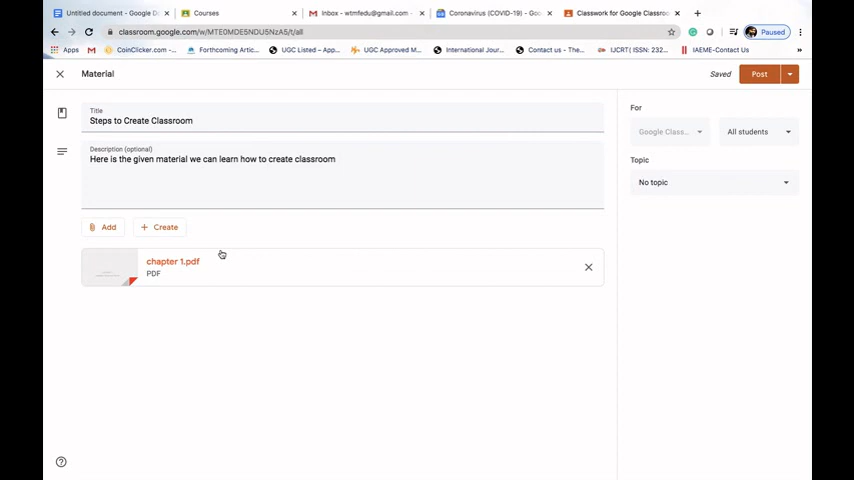 Untitled document - Google D
Courses
Inbox - wtmfedu@gmail.com -
Coronavirus (COVID-19) - Goo
Classwork for Google Classroo
classroom.google.com/w/MTE0MDE5NDU5NzA5/t/all
Paused
Apps
CoinClicker.com -...
Forthcoming Articl...
UGC Listed – App...
UGC Approved M...
International Jour...
Contact us - The...
IJCRT( ISSN: 232...
IAEME-Contact Us
Material
Saved
Post
Title
Steps to Create Classroom
For
Google Class...
All students
Description (optional)
Here is the given material we can learn how to create classroom
Topic
No topic
Add
Create
chapter 1.pdf
PDF